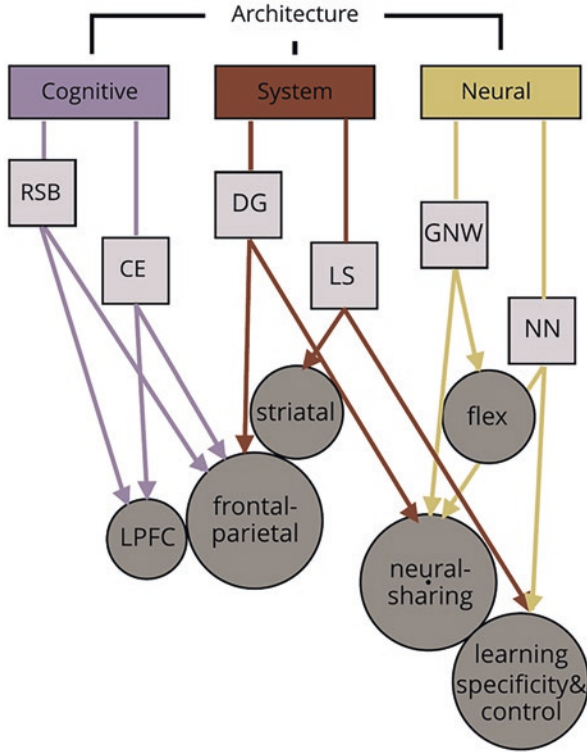 Architecture
Cognitive
System
Neural
RSB
DG
GNW
CE
LS
NN
striatal
flex
frontal-
parietal
LPFC
neural-
sharing
learning
specificity&
control